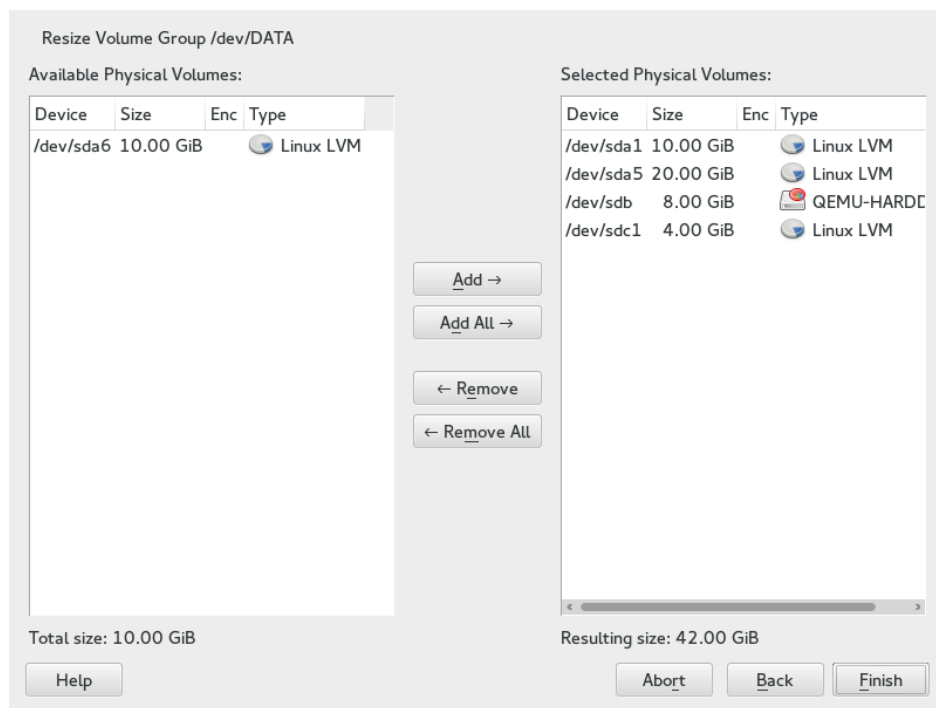 Resize Volume Group /dev/DATA
Available Physical Volumes:
Device Size Enc Type
/dev/sda6 10.00 GiB Linux LVM
Total size: 10.00 GiB
Add →
Add All →
← Remove
← Remove All
Selected Physical Volumes:
Device Size Enc Type
/dev/sda1 10.00 GiB Linux LVM
/dev/sda5 20.00 GiB Linux LVM
/dev/sdb 8.00 GiB QEMU-HARDD
/dev/sdc1 4.00 GiB Linux LVM
Resulting size: 42.00 GiB
Help
Abort
Back
Finish